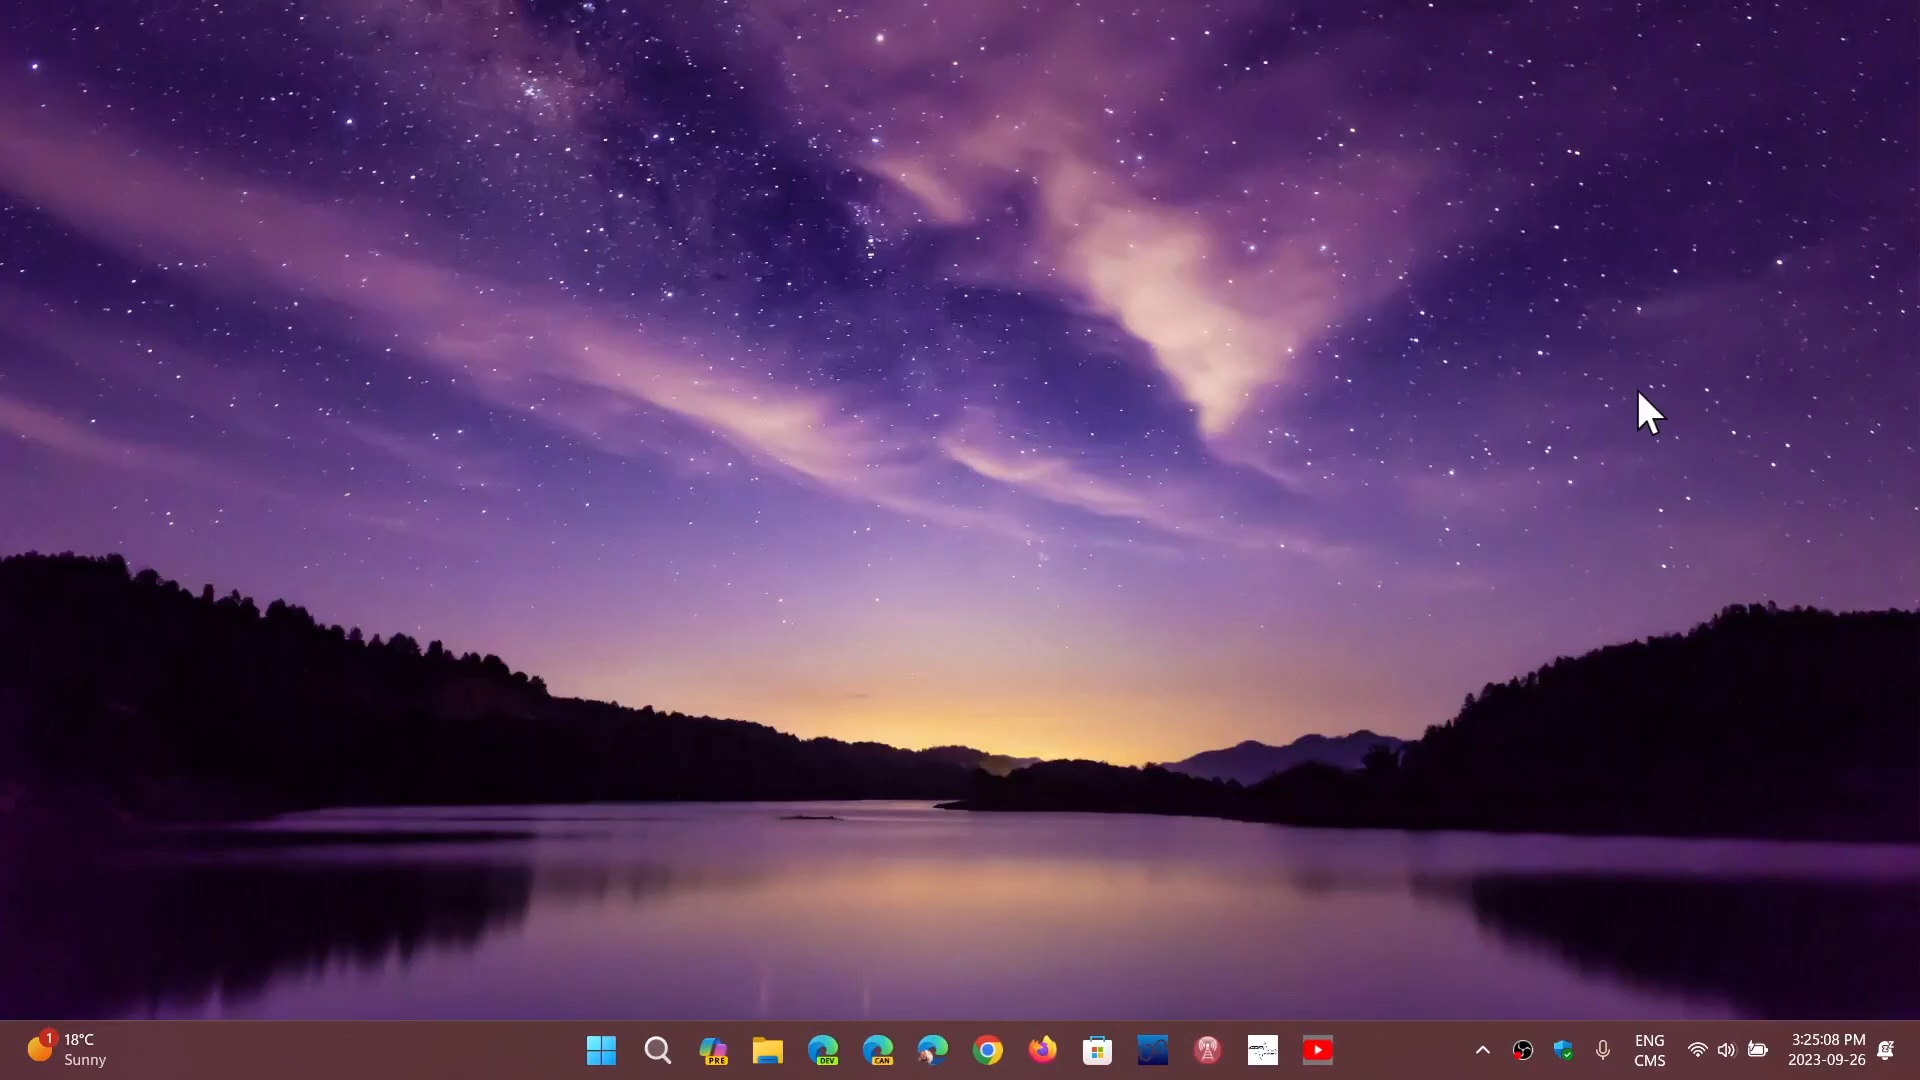 1
18°C
Sunny
PRE
DEV
CAN
ENG
CMS
3:25:08 PM
2023-09-26